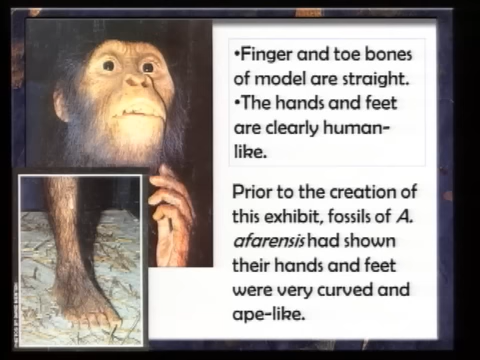 •Finger and toe bones
of model are straight.
•The hands and feet
are clearly human-
like.
Prior to the creation of
this exhibit, fossils of A.
afarensis had shown
their hands and feet
were very curved and
ape-like.